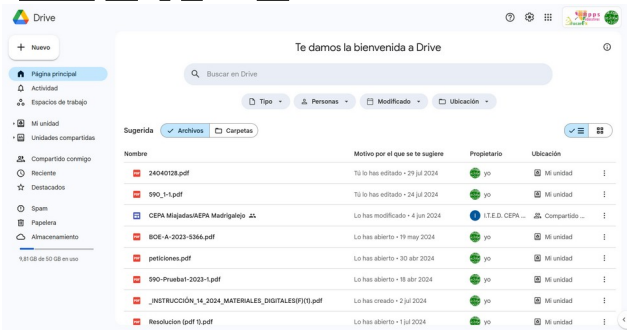 Drive
Nuevo
Página principal
Actividad
Espacios de trabajo
Mi unidad
Unidades compartidas
Compartido conmigo
Reciente
Destacados
Spam
Papelera
Almacenamiento
9,81 GB de 50 GB en uso
Te damos la bienvenida a Drive
Buscar en Drive
Tipo Personas Modificado Ubicación
Sugerida Archivos Carpetas
Nombre Motivo por el que se te sugiere Propietario Ubicación
24040128.pdf Tú lo has editado • 29 jul 2024 yo Mi unidad
590_1-1.pdf Tú lo has editado • 24 jul 2024 yo Mi unidad
CEPA Miajadas/AEPA Madrigalejo Lo has modificado • 4 jun 2024 I.T.E.D. CEPA ... Compartido ...
BOE-A-2023-5366.pdf Lo has abierto • 19 may 2024 yo Mi unidad
peticiones.pdf Lo has abierto • 30 abr 2024 yo Mi unidad
590-Prueba1-2023-1.pdf Lo has abierto • 18 abr 2024 yo Mi unidad
_INSTRUCCIÓN_14_2024_MATERIALES_DIGITALES(F)(1).pdf Lo has creado • 2 jul 2024 yo Mi unidad
Resolucion (pdf 1).pdf Lo has abierto • 1 jul 2024 yo Mi unidad